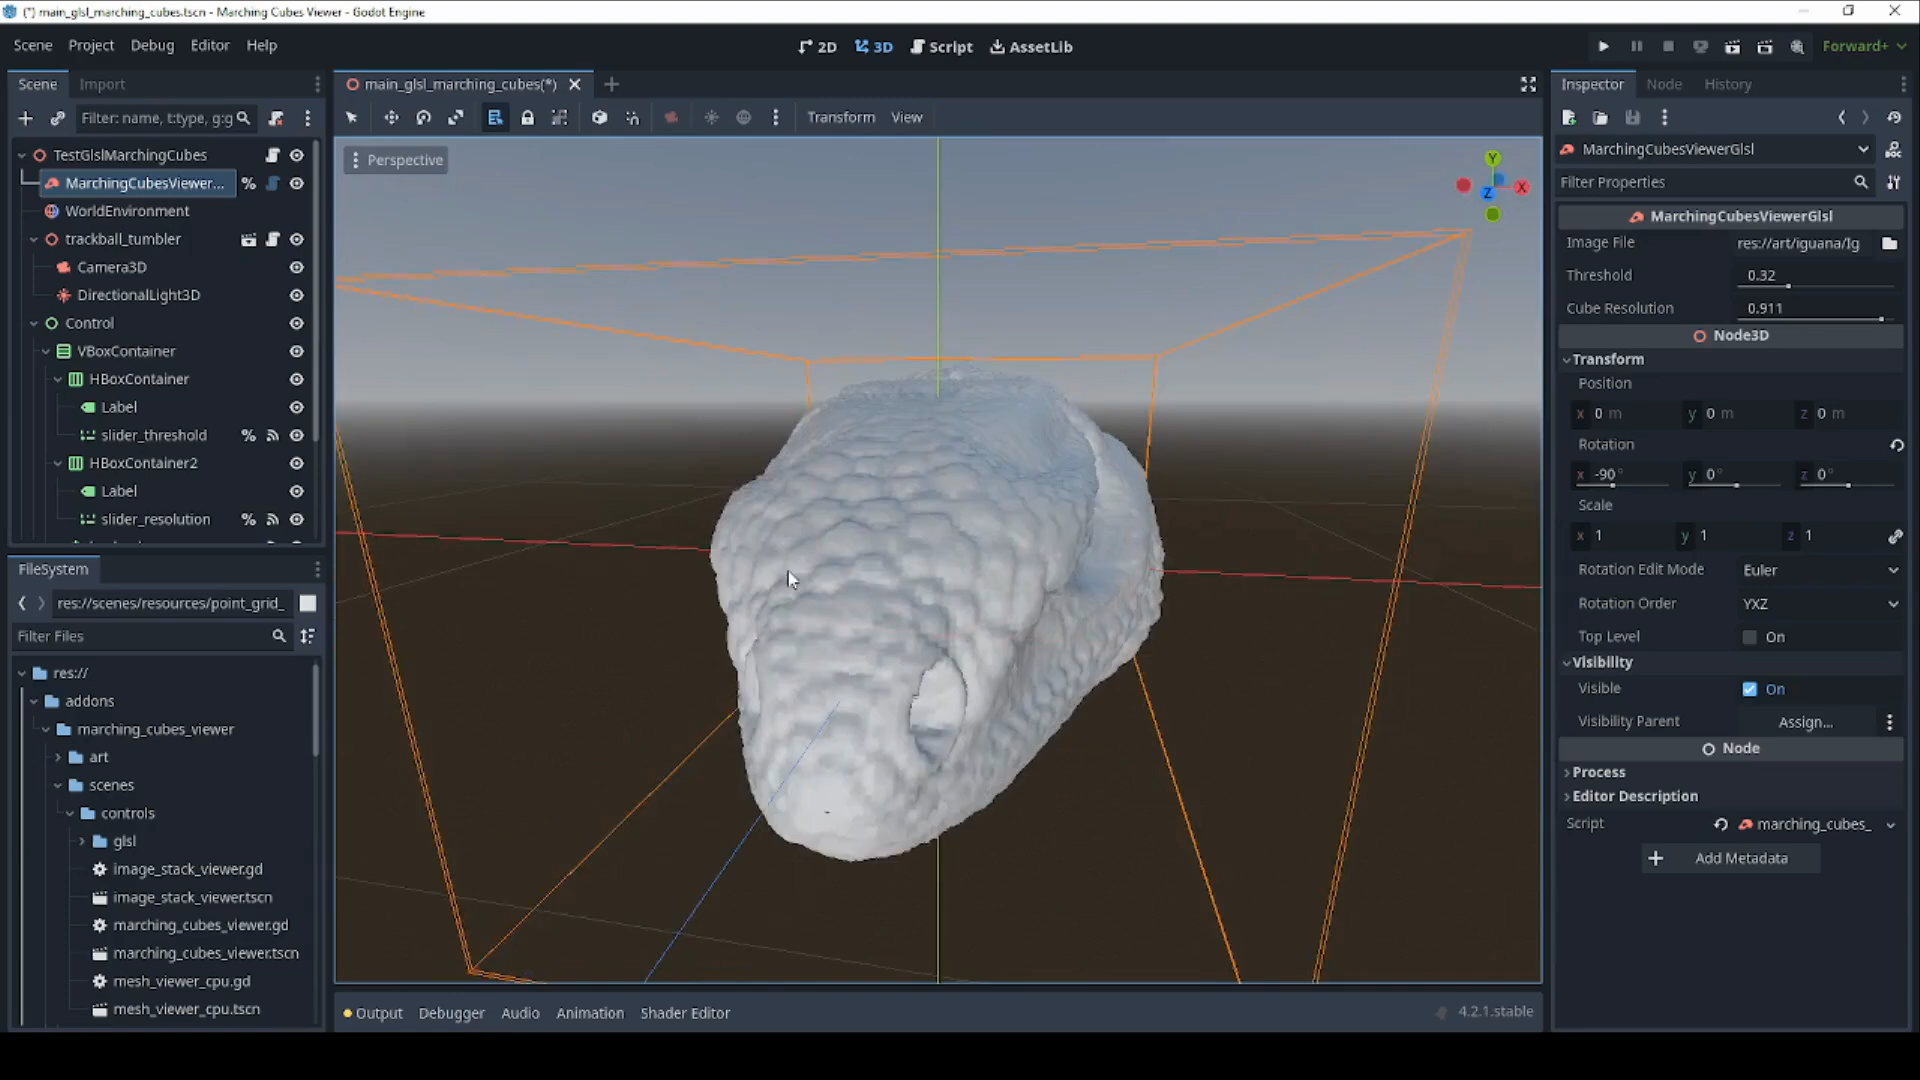 (*) main_glsl_marching_cubes.tscn - Marching Cubes Viewer - Godot Engine
Scene Project Debug Editor Help
2D 3D Script AssetLib
Forward+
Scene Import
main_glsl_marching_cubes(*)
Inspector Node History
Filter: name, t:type, g:g
Transform View
TestGlslMarchingCubes
MarchingCubesViewer...
%
WorldEnvironment
trackball_tumbler
Camera3D
DirectionalLight3D
Control
VBoxContainer
HBoxContainer
Label
slider_threshold %
HBoxContainer2
Label
slider_resolution %
FileSystem
res://scenes/resources/point_grid_
Filter Files
res://
addons
marching_cubes_viewer
art
scenes
controls
glsl
image_stack_viewer.gd
image_stack_viewer.tscn
marching_cubes_viewer.gd
marching_cubes_viewer.tscn
mesh_viewer_cpu.gd
mesh_viewer_cpu.tscn
Perspective
Y
X
Z
Output Debugger Audio Animation Shader Editor
4.2.1.stable
MarchingCubesViewerGlsl
Filter Properties
MarchingCubesViewerGlsl
Image File res://art/iguana/Ig
Threshold 0.32
Cube Resolution 0.911
Node3D
Transform
Position
x 0 m y 0 m z 0 m
Rotation
x -90° y 0° z 0°
Scale
x 1 y 1 z 1
Rotation Edit Mode Euler
Rotation Order YXZ
Top Level On
Visibility
Visible On
Visibility Parent Assign...
Node
Process
Editor Description
Script marching_cubes_
Add Metadata